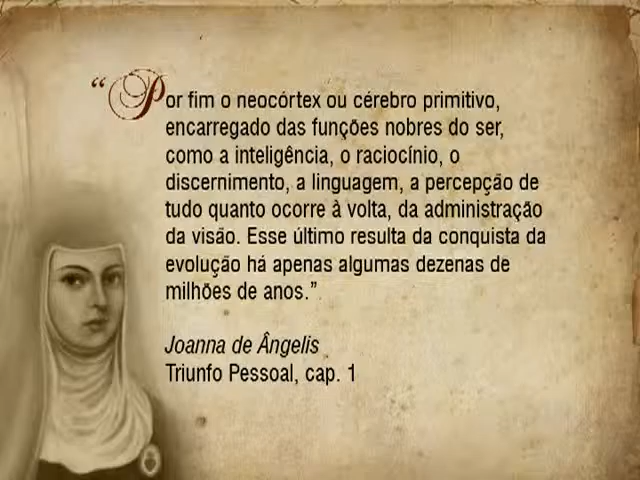 “Por fim o neocórtex ou cérebro primitivo,
encarregado das funções nobres do ser,
como a inteligência, o raciocínio, o
discernimento, a linguagem, a percepção de
tudo quanto ocorre à volta, da administração
da visão. Esse último resulta da conquista da
evolução há apenas algumas dezenas de
milhões de anos.”
Joanna de Ângelis
Triunfo Pessoal, cap. 1